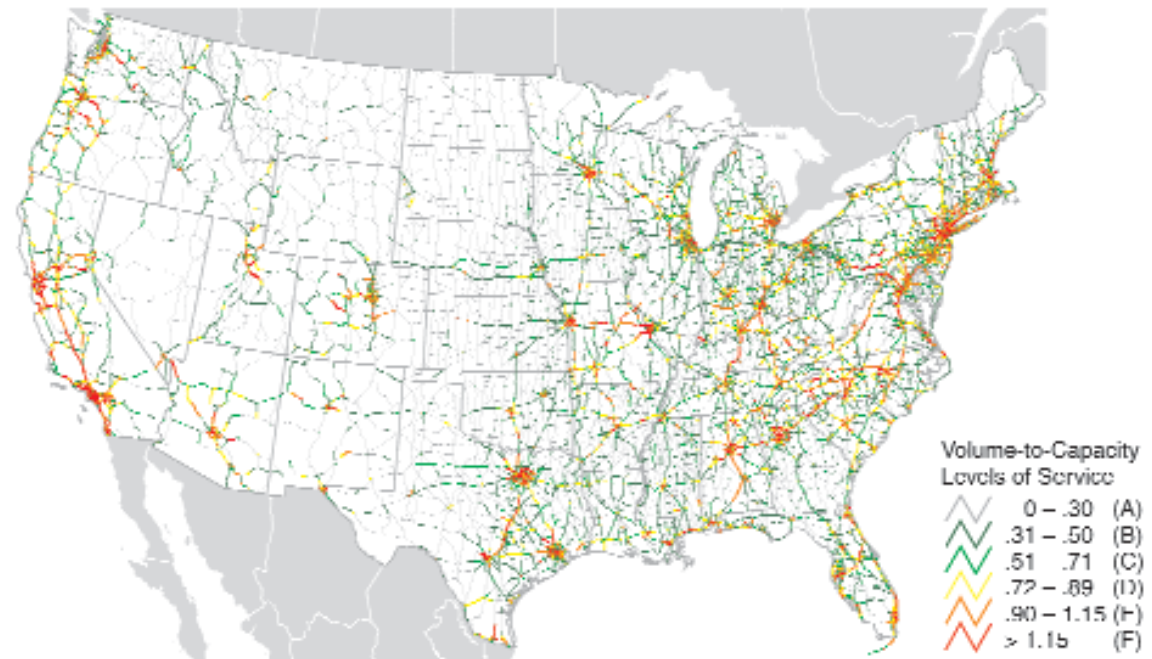 Volume-to-Capacity
Levels of Service
0 – .30 (A)
.31 – .50 (B)
.51 .71 (C)
.72 – .89 (D)
.90 – 1.15 (E)
> 1.15 (F)